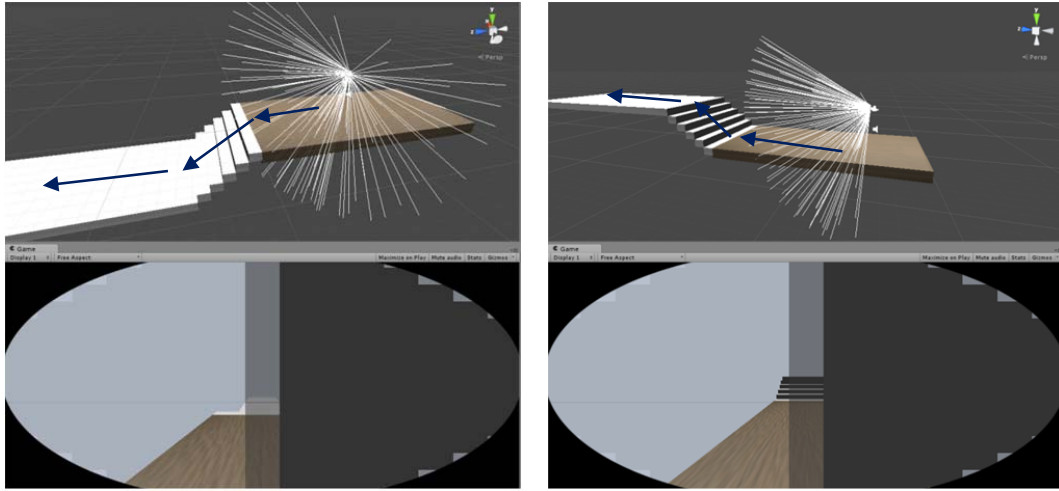 y
x
z
< Persp
y
z
< Persp
Game
Display 1 Free Aspect Maximize on Play Mute audio Stats Gizmos
Game
Display 1 Free Aspect Maximize on Play Mute audio Stats Gizmos